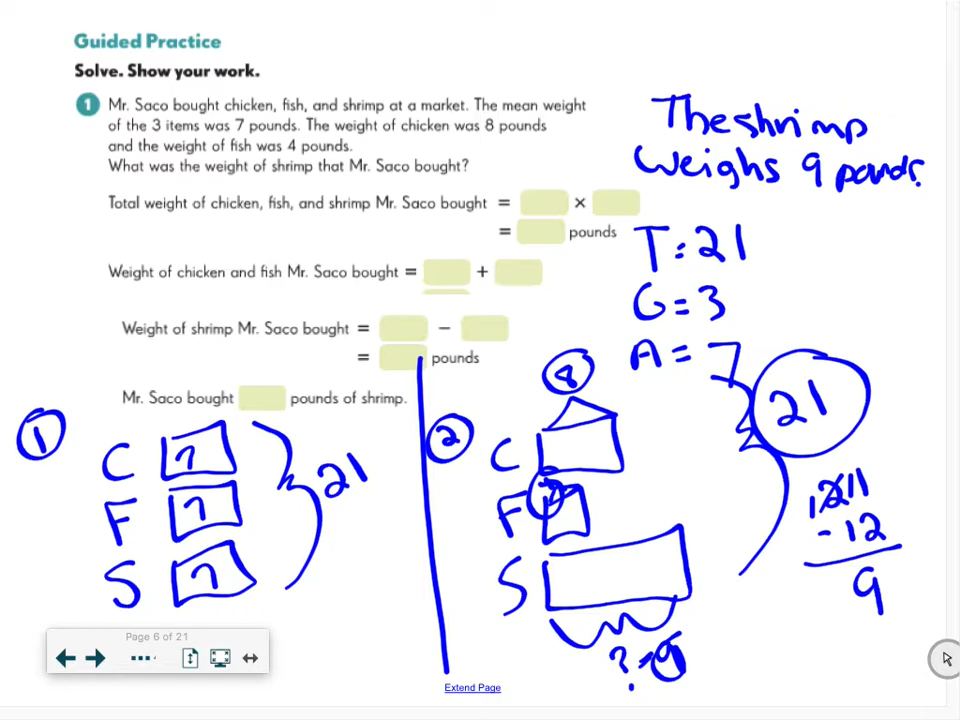 Guided Practice
Solve. Show your work.
1 Mr. Saco bought chicken, fish, and shrimp at a market. The mean weight
of the 3 items was 7 pounds. The weight of chicken was 8 pounds
and the weight of fish was 4 pounds.
What was the weight of shrimp that Mr. Saco bought?
The shrimp
weighs 9 pounds.
Total weight of chicken, fish, and shrimp Mr. Saco bought = ×
= pounds
Weight of chicken and fish Mr. Saco bought = +
Weight of shrimp Mr. Saco bought = −
= pounds
Mr. Saco bought pounds of shrimp.
T = 21
G = 3
A = 7
1
C 7
F 7
S 7
21
2
8
C
F
S
? = 9
21
- 12
9
Page 6 of 21
Extend Page